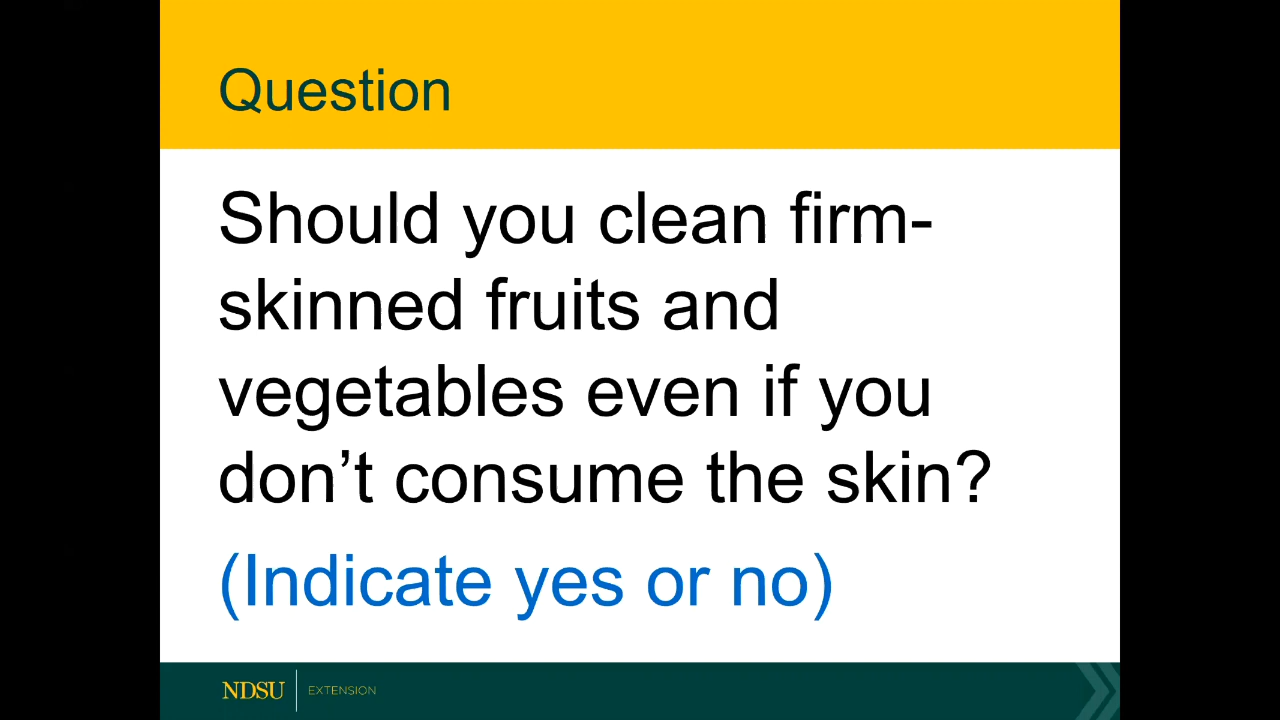 Question
Should you clean firm-
skinned fruits and
vegetables even if you
don’t consume the skin?
(Indicate yes or no)
NDSU EXTENSION